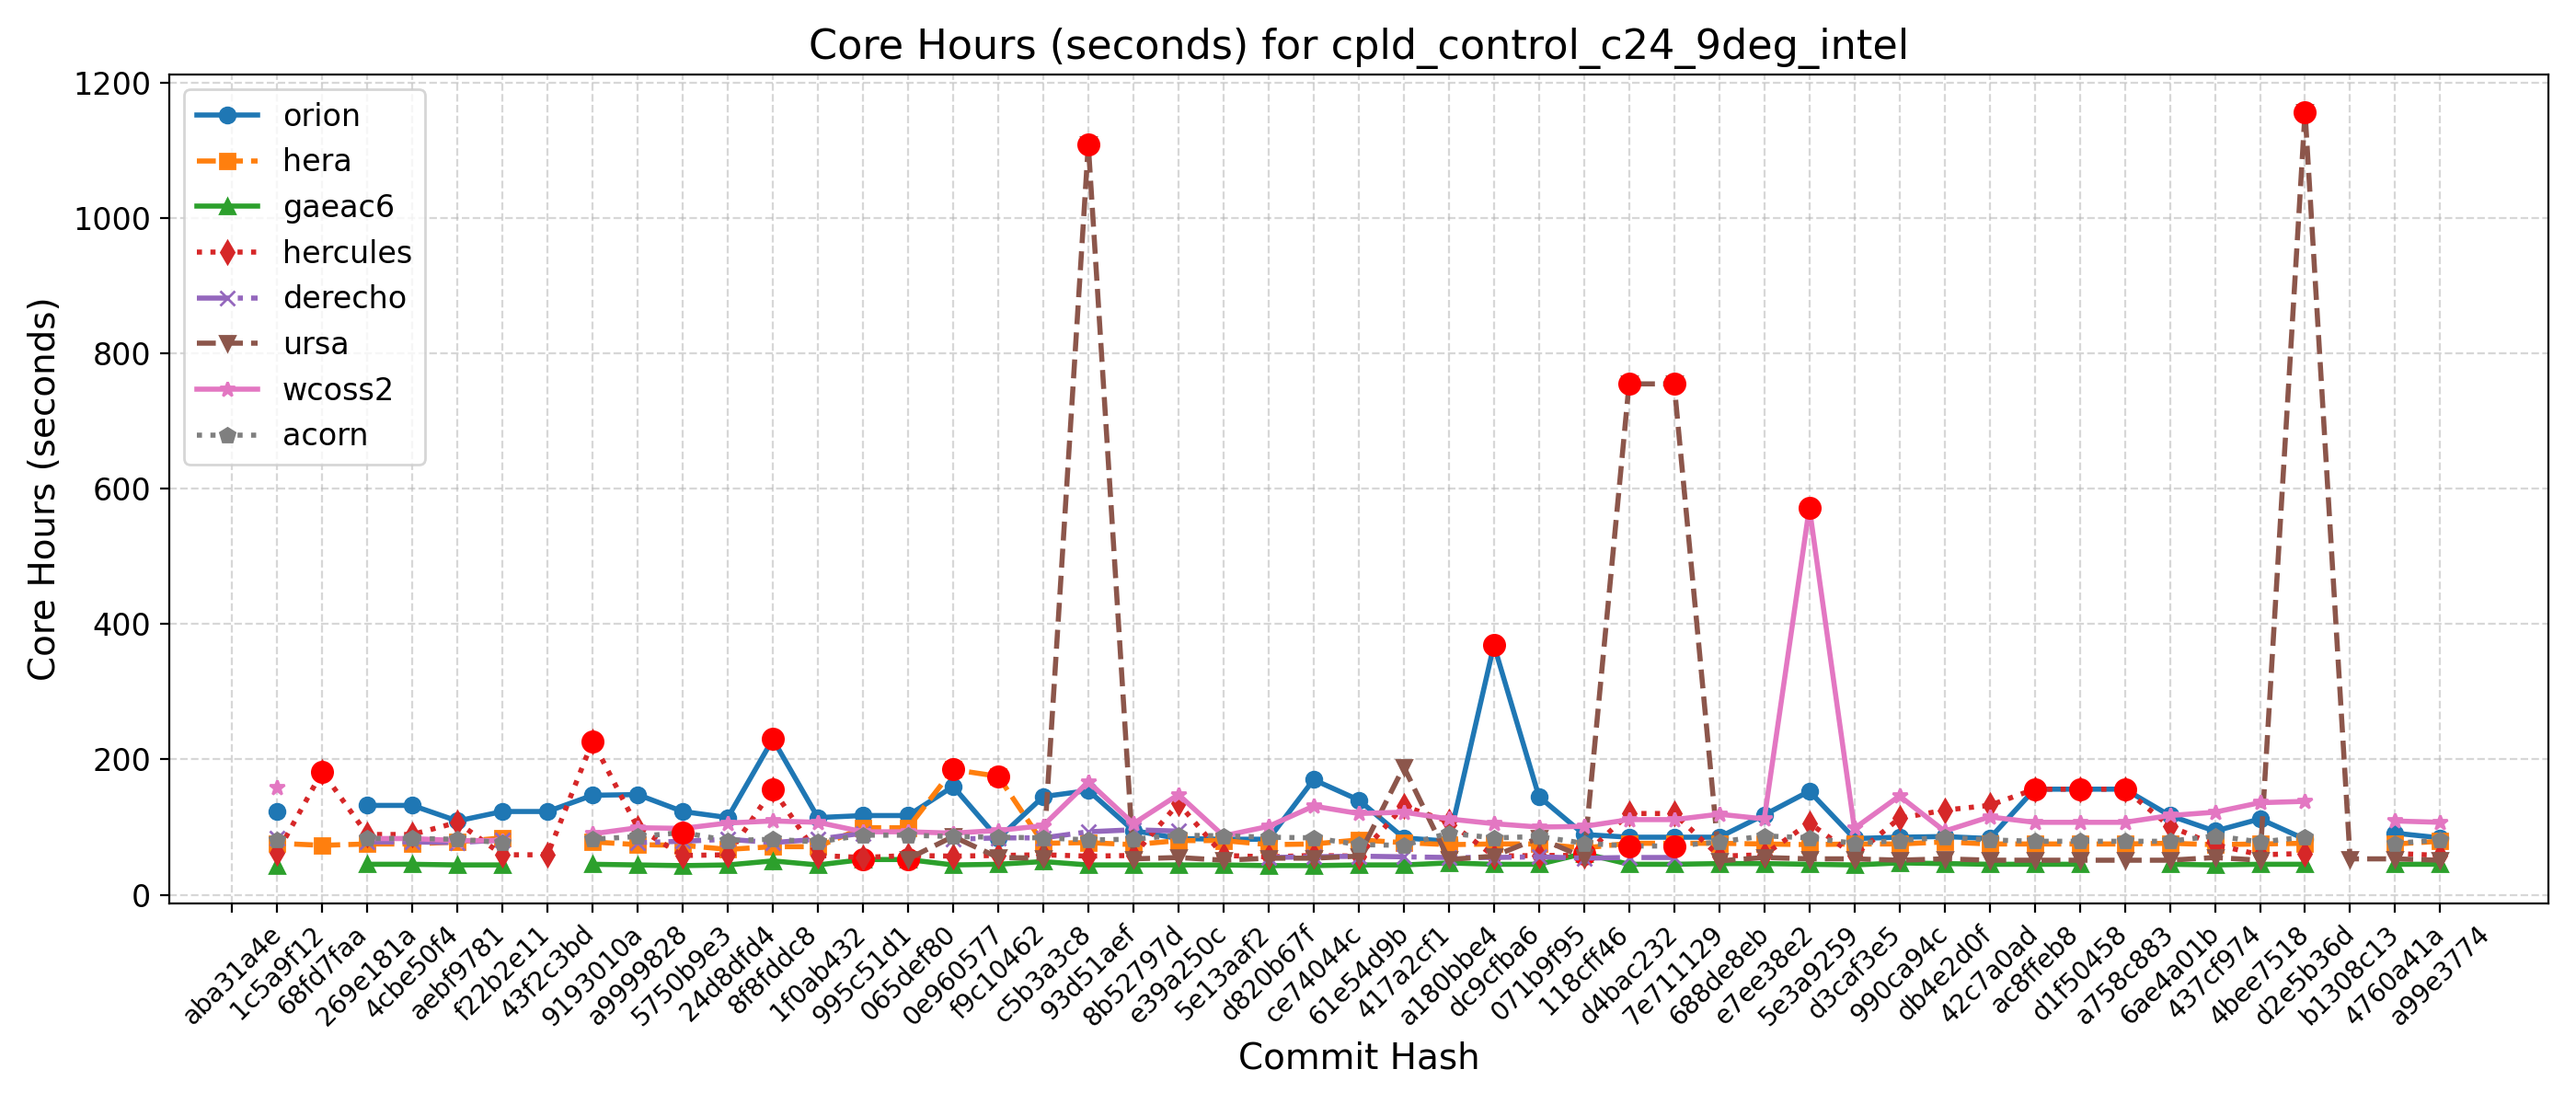 Core Hours (seconds) for cpld_control_c24_9deg_intel
Core Hours (seconds)
1200
1000
800
600
400
200
0
orion
hera
gaeac6
hercules
derecho
ursa
wcoss2
acorn
aba31a4e
1c5a9f12
68fd7faa
269e181a
4cbe50f4
aebf9781
f22b2e11
43f2c3bd
9193010a
a9999828
5750b9e3
24d8dfd4
8f8fddc8
1f0ab432
995c51d1
065def80
0e960577
f9c10462
c5b3a3c8
93d51aef
8b52797d
e39a250c
5e13aaf2
d820b67f
ce74044c
61e54d9b
417a2cf1
a180bbe4
dc9cfba6
071b9f95
118cff46
d4bac232
7e711129
688de8eb
e7ee38e2
5e3a9259
d3caf3e5
990ca94c
db4e2d0f
42c7a0ad
ac8ffeb8
d1f50458
a758c883
6ae4a01b
437cf974
4bee7518
d2e5b36d
b1308c13
4760a41a
a99e3774
Commit Hash